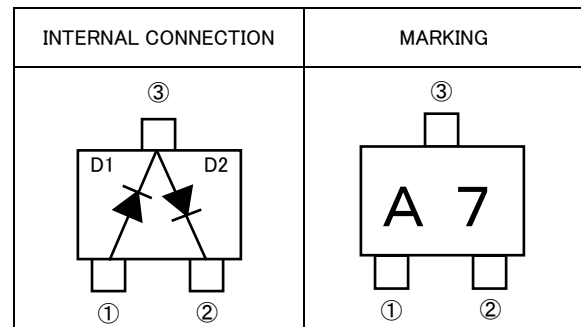 INTERNAL CONNECTION
MARKING
③
D1 D2
① ②
③
A 7
① ②